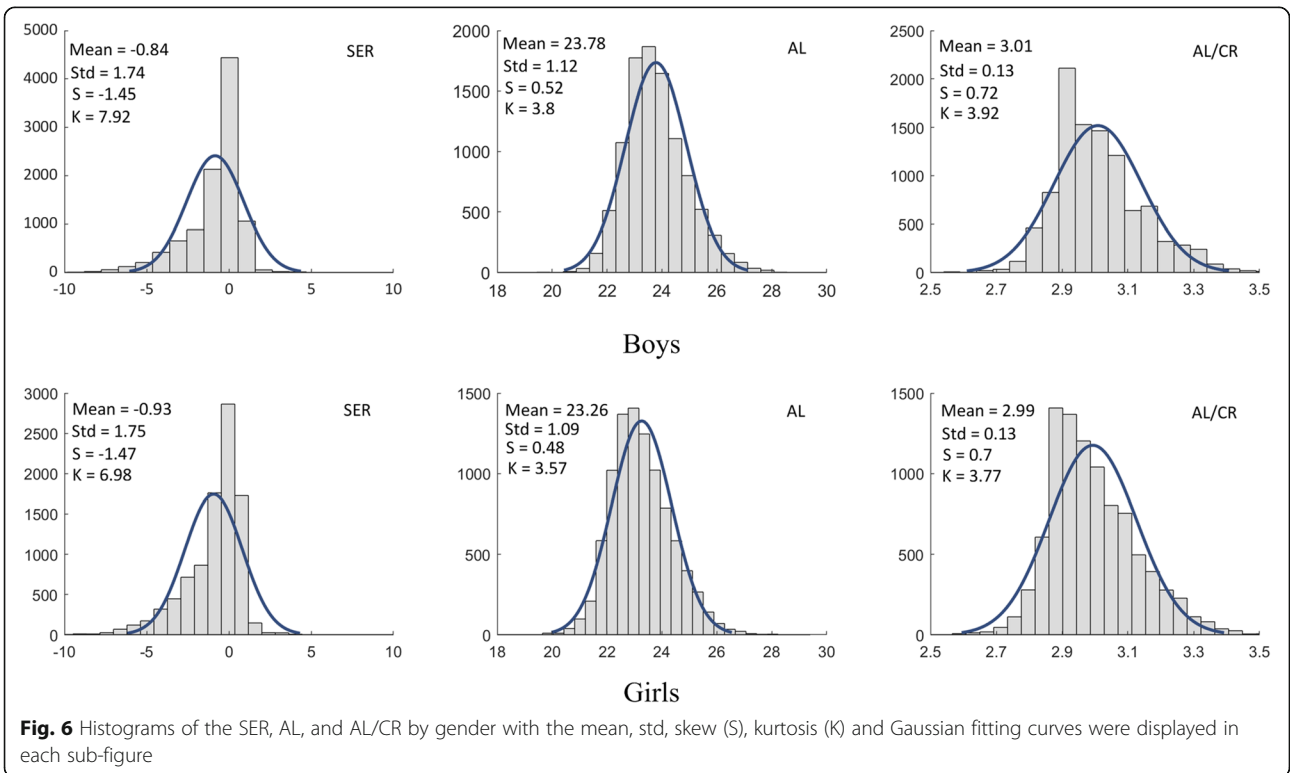 5000
4000
3000
2000
1000
0
Mean = -0.84
Std = 1.74
S = -1.45
K = 7.92
SER
-10 -5 0 5 10
2000
1500
1000
500
0
Mean = 23.78
Std = 1.12
S = 0.52
K = 3.8
AL
18 20 22 24 26 28 30
2500
2000
1500
1000
500
0
Mean = 3.01
Std = 0.13
S = 0.72
K = 3.92
AL/CR
2.5 2.7 2.9 3.1 3.3 3.5
Boys
3000
2500
2000
1500
1000
500
0
Mean = -0.93
Std = 1.75
S = -1.47
K = 6.98
SER
-10 -5 0 5 10
1500
1000
500
0
Mean = 23.26
Std = 1.09
S = 0.48
K = 3.57
AL
18 20 22 24 26 28 30
1500
1000
500
0
Mean = 2.99
Std = 0.13
S = 0.7
K = 3.77
AL/CR
2.5 2.7 2.9 3.1 3.3 3.5
Girls
Fig. 6 Histograms of the SER, AL, and AL/CR by gender with the mean, std, skew (S), kurtosis (K) and Gaussian fitting curves were displayed in
each sub-figure